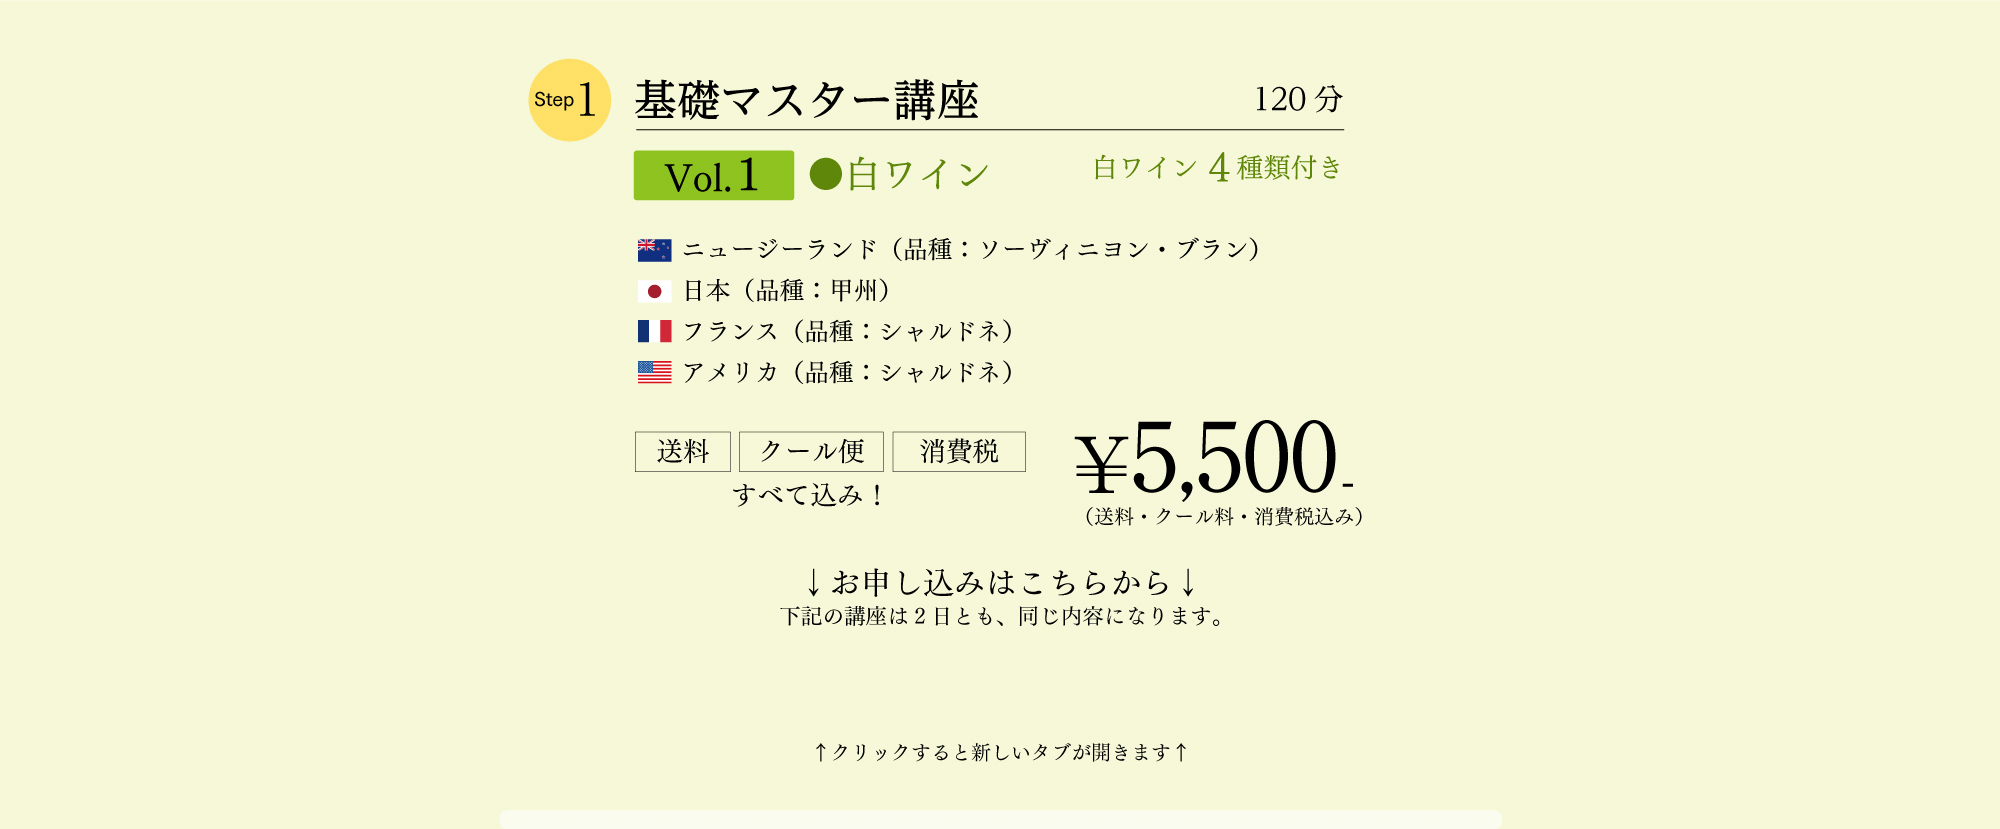 Step 1 基礎マスター講座 120 分
Vol.1 ●白ワイン 白ワイン 4 種類付き
ニュージーランド（品種：ソーヴィニヨン・ブラン）
日本（品種：甲州）
フランス（品種：シャルドネ）
アメリカ（品種：シャルドネ）
送料 クール便 消費税 ¥5,500-
すべて込み！
（送料・クール料・消費税込み）
↓お申し込みはこちらから↓
下記の講座は２日とも、同じ内容になります。
↑クリックすると新しいタブが開きます↑